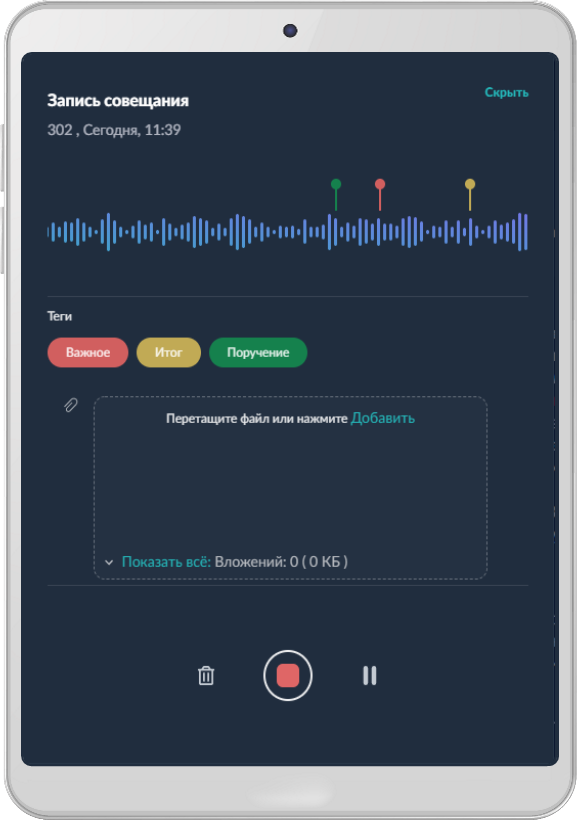 Скрыть
Запись совещания
302 , Сегодня, 11:39
Теги
Важное Итог Поручение
Перетащите файл или нажмите Добавить
Показать всё: Вложений: 0 ( 0 КБ )